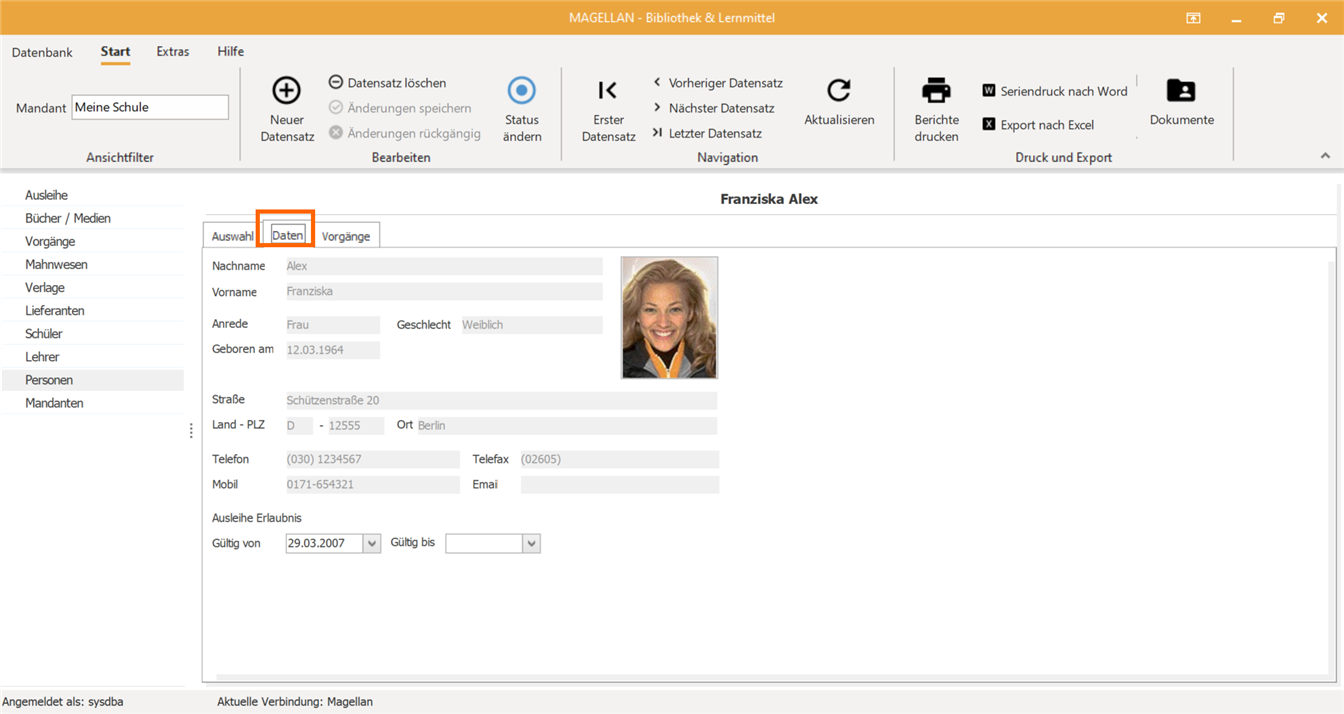 MAGELLAN - Bibliothek & Lernmittel
Datenbank Start Extras Hilfe
Mandant Meine Schule
Ansichtfilter
Neuer Datensatz
Datensatz löschen
Änderungen speichern
Änderungen rückgängig
Status ändern
Bearbeiten
Erster Datensatz
Vorheriger Datensatz
Nächster Datensatz
Letzter Datensatz
Aktualisieren
Navigation
Berichte drucken
W Seriendruck nach Word
X Export nach Excel
Dokumente
Druck und Export
Ausleihe
Bücher / Medien
Vorgänge
Mahnwesen
Verlage
Lieferanten
Schüler
Lehrer
Personen
Mandanten
Franziska Alex
Auswahl Daten Vorgänge
Nachname Alex
Vorname Franziska
Anrede Frau Geschlecht Weiblich
Geboren am 12.03.1964
Straße Schützenstraße 20
Land - PLZ D - 12555 Ort Berlin
Telefon (030) 1234567 Telefax (02605)
Mobil 0171-654321 Emai
Ausleihe Erlaubnis
Gültig von 29.03.2007 Gültig bis
Angemeldet als: sysdba Aktuelle Verbindung: Magellan